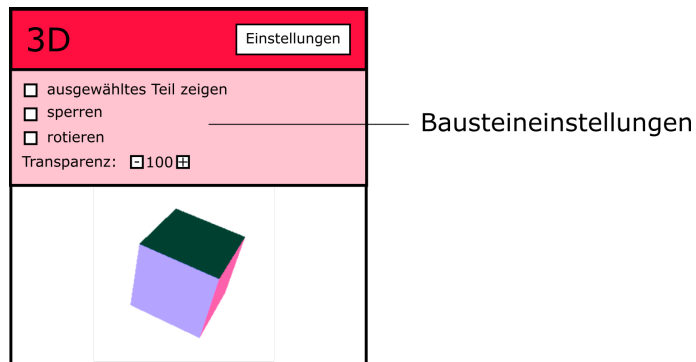 3D
Einstellungen
ausgewähltes Teil zeigen
sperren
rotieren
Transparenz: - 100 +
Bausteineinstellungen